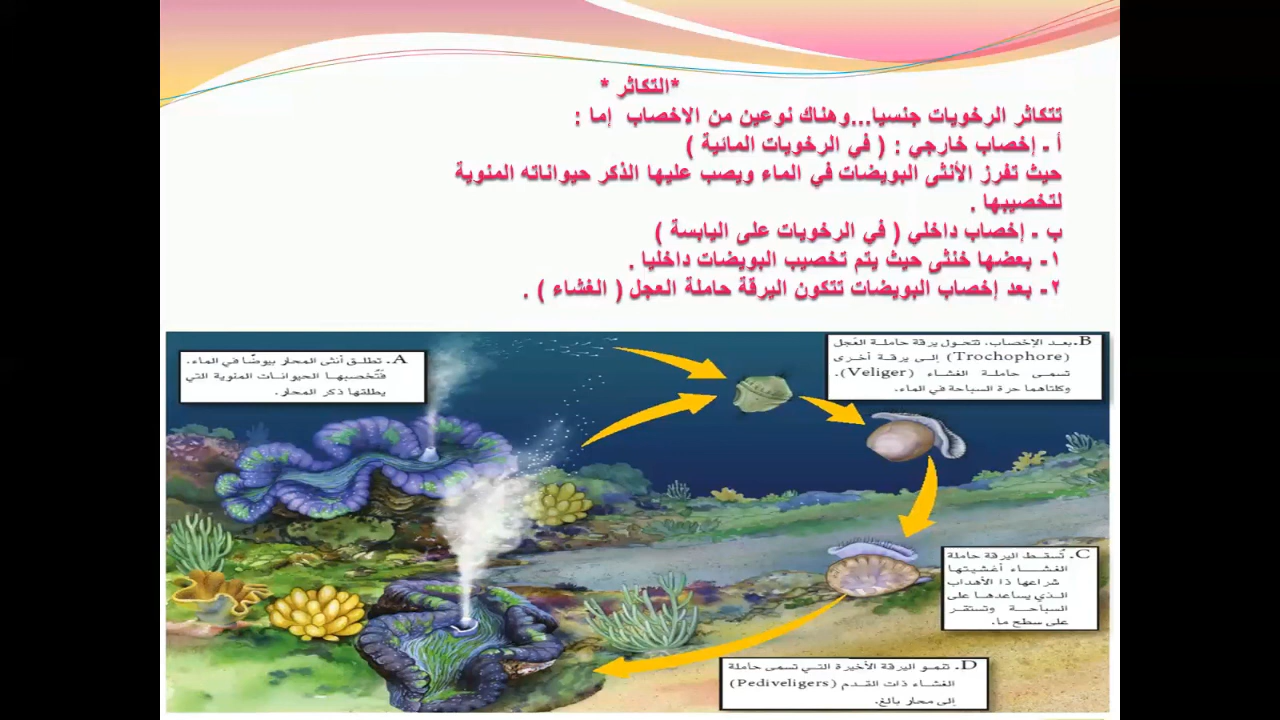 *التكاثر *
تتكاثر الرخويات جنسيا...وهناك نوعين من الاخصاب إما :
أ ـ إخصاب خارجي : ( في الرخويات المائية )
حيث تفرز الأنثى البويضات في الماء ويصب عليها الذكر حيواناته المنوية
لتخصيبها .
ب ـ إخصاب داخلي ( في الرخويات على اليابسة )
١- بعضها خنثى حيث يتم تخصيب البويضات داخليا .
٢- بعد إخصاب البويضات تتكون اليرقة حاملة العجل ( الغشاء ) .
A. تطلق أنثى المحار بيوضًا في الماء،
فتُخصبها الحيوانات المنوية التي
يطلقها ذكر المحار.
B. بعد الإخصاب، تتحول يرقة حاملة العُجل
(Trochophore) إلى يرقة أخرى
تسمى حاملة الغشاء (Veliger)،
وكلتاهما حرة السباحة في الماء.
C. تُسقط اليرقة حاملة
الغشاء أغشيتها
شراعها ذا الأهداب
الذي يساعدها على
السباحة وتستقر
على سطح ما.
D. تنمو اليرقة الأخيرة التي تسمى حاملة
الغشاء ذات القدم (Pediveligers)
إلى محار بالغ.